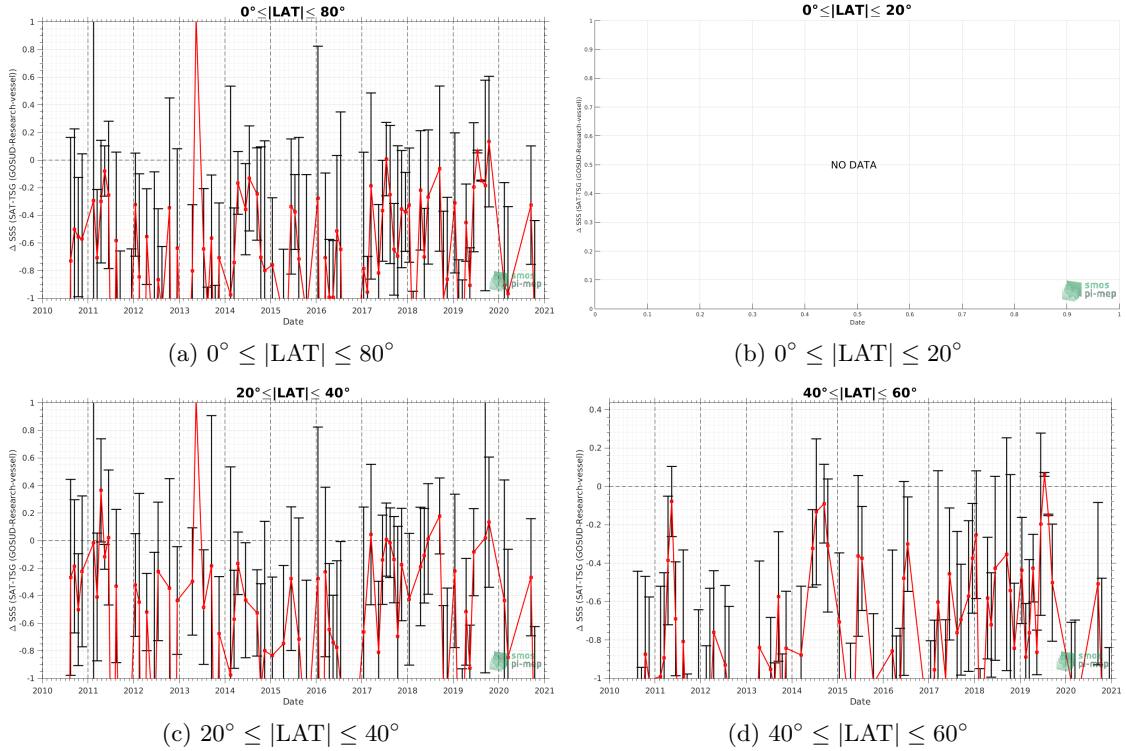 0°≤|LAT|≤ 80°
Δ SSS (SAT-TSG (GOSUD-Research-vessel))
1
0.8
0.6
0.4
0.2
0
-0.2
-0.4
-0.6
-0.8
-1
2010 2011 2012 2013 2014 2015 2016 2017 2018 2019 2020 2021
Date
smos
pi-mep
(a) 0° ≤ |LAT| ≤ 80°
0°≤|LAT|≤ 20°
Δ SSS (SAT-TSG (GOSUD-Research-vessel))
1
0.9
0.8
0.7
0.6
0.5
0.4
0.3
0.2
0.1
0
NO DATA
0 0.1 0.2 0.3 0.4 0.5 0.6 0.7 0.8 0.9 1
Date
smos
pi-mep
(b) 0° ≤ |LAT| ≤ 20°
20°≤|LAT|≤ 40°
Δ SSS (SAT-TSG (GOSUD-Research-vessel))
1
0.8
0.6
0.4
0.2
0
-0.2
-0.4
-0.6
-0.8
-1
2010 2011 2012 2013 2014 2015 2016 2017 2018 2019 2020 2021
Date
smos
pi-mep
(c) 20° ≤ |LAT| ≤ 40°
40°≤|LAT|≤ 60°
Δ SSS (SAT-TSG (GOSUD-Research-vessel))
0.4
0.2
0
-0.2
-0.4
-0.6
-0.8
-1
2010 2011 2012 2013 2014 2015 2016 2017 2018 2019 2020 2021
Date
smos
pi-mep
(d) 40° ≤ |LAT| ≤ 60°